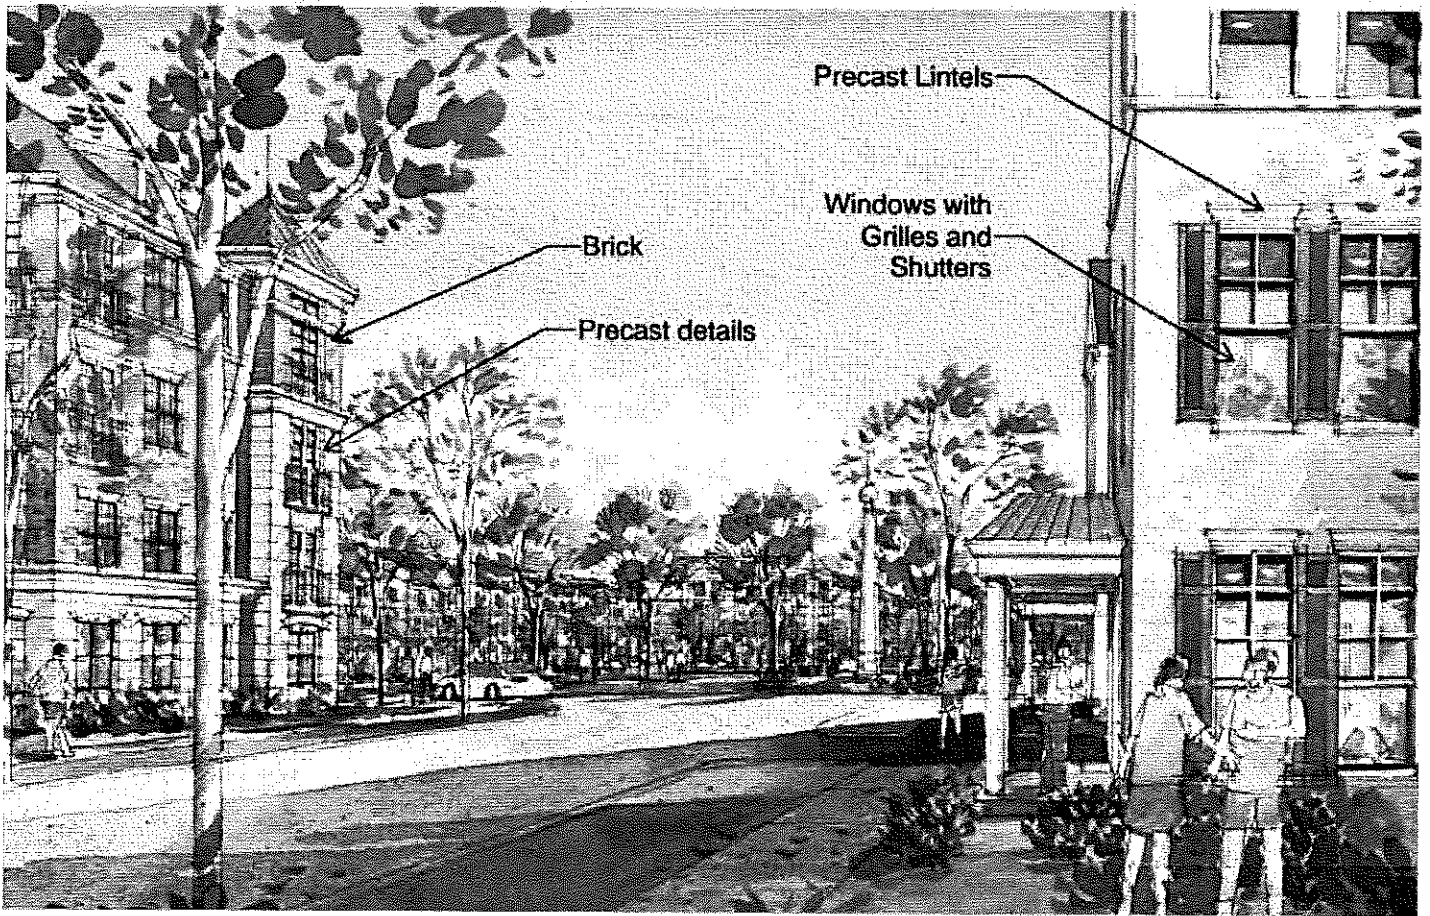 Precast Lintels
Windows with
Grilles and
Shutters
Brick
Precast details